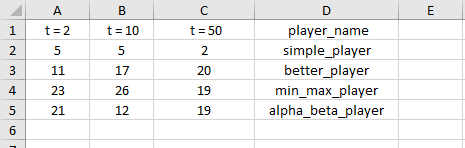 A B C D E
1 t = 2 t = 10 t = 50 player_name
2 5 5 2 simple_player
3 11 17 20 better_player
4 23 26 19 min_max_player
5 21 12 19 alpha_beta_player
6